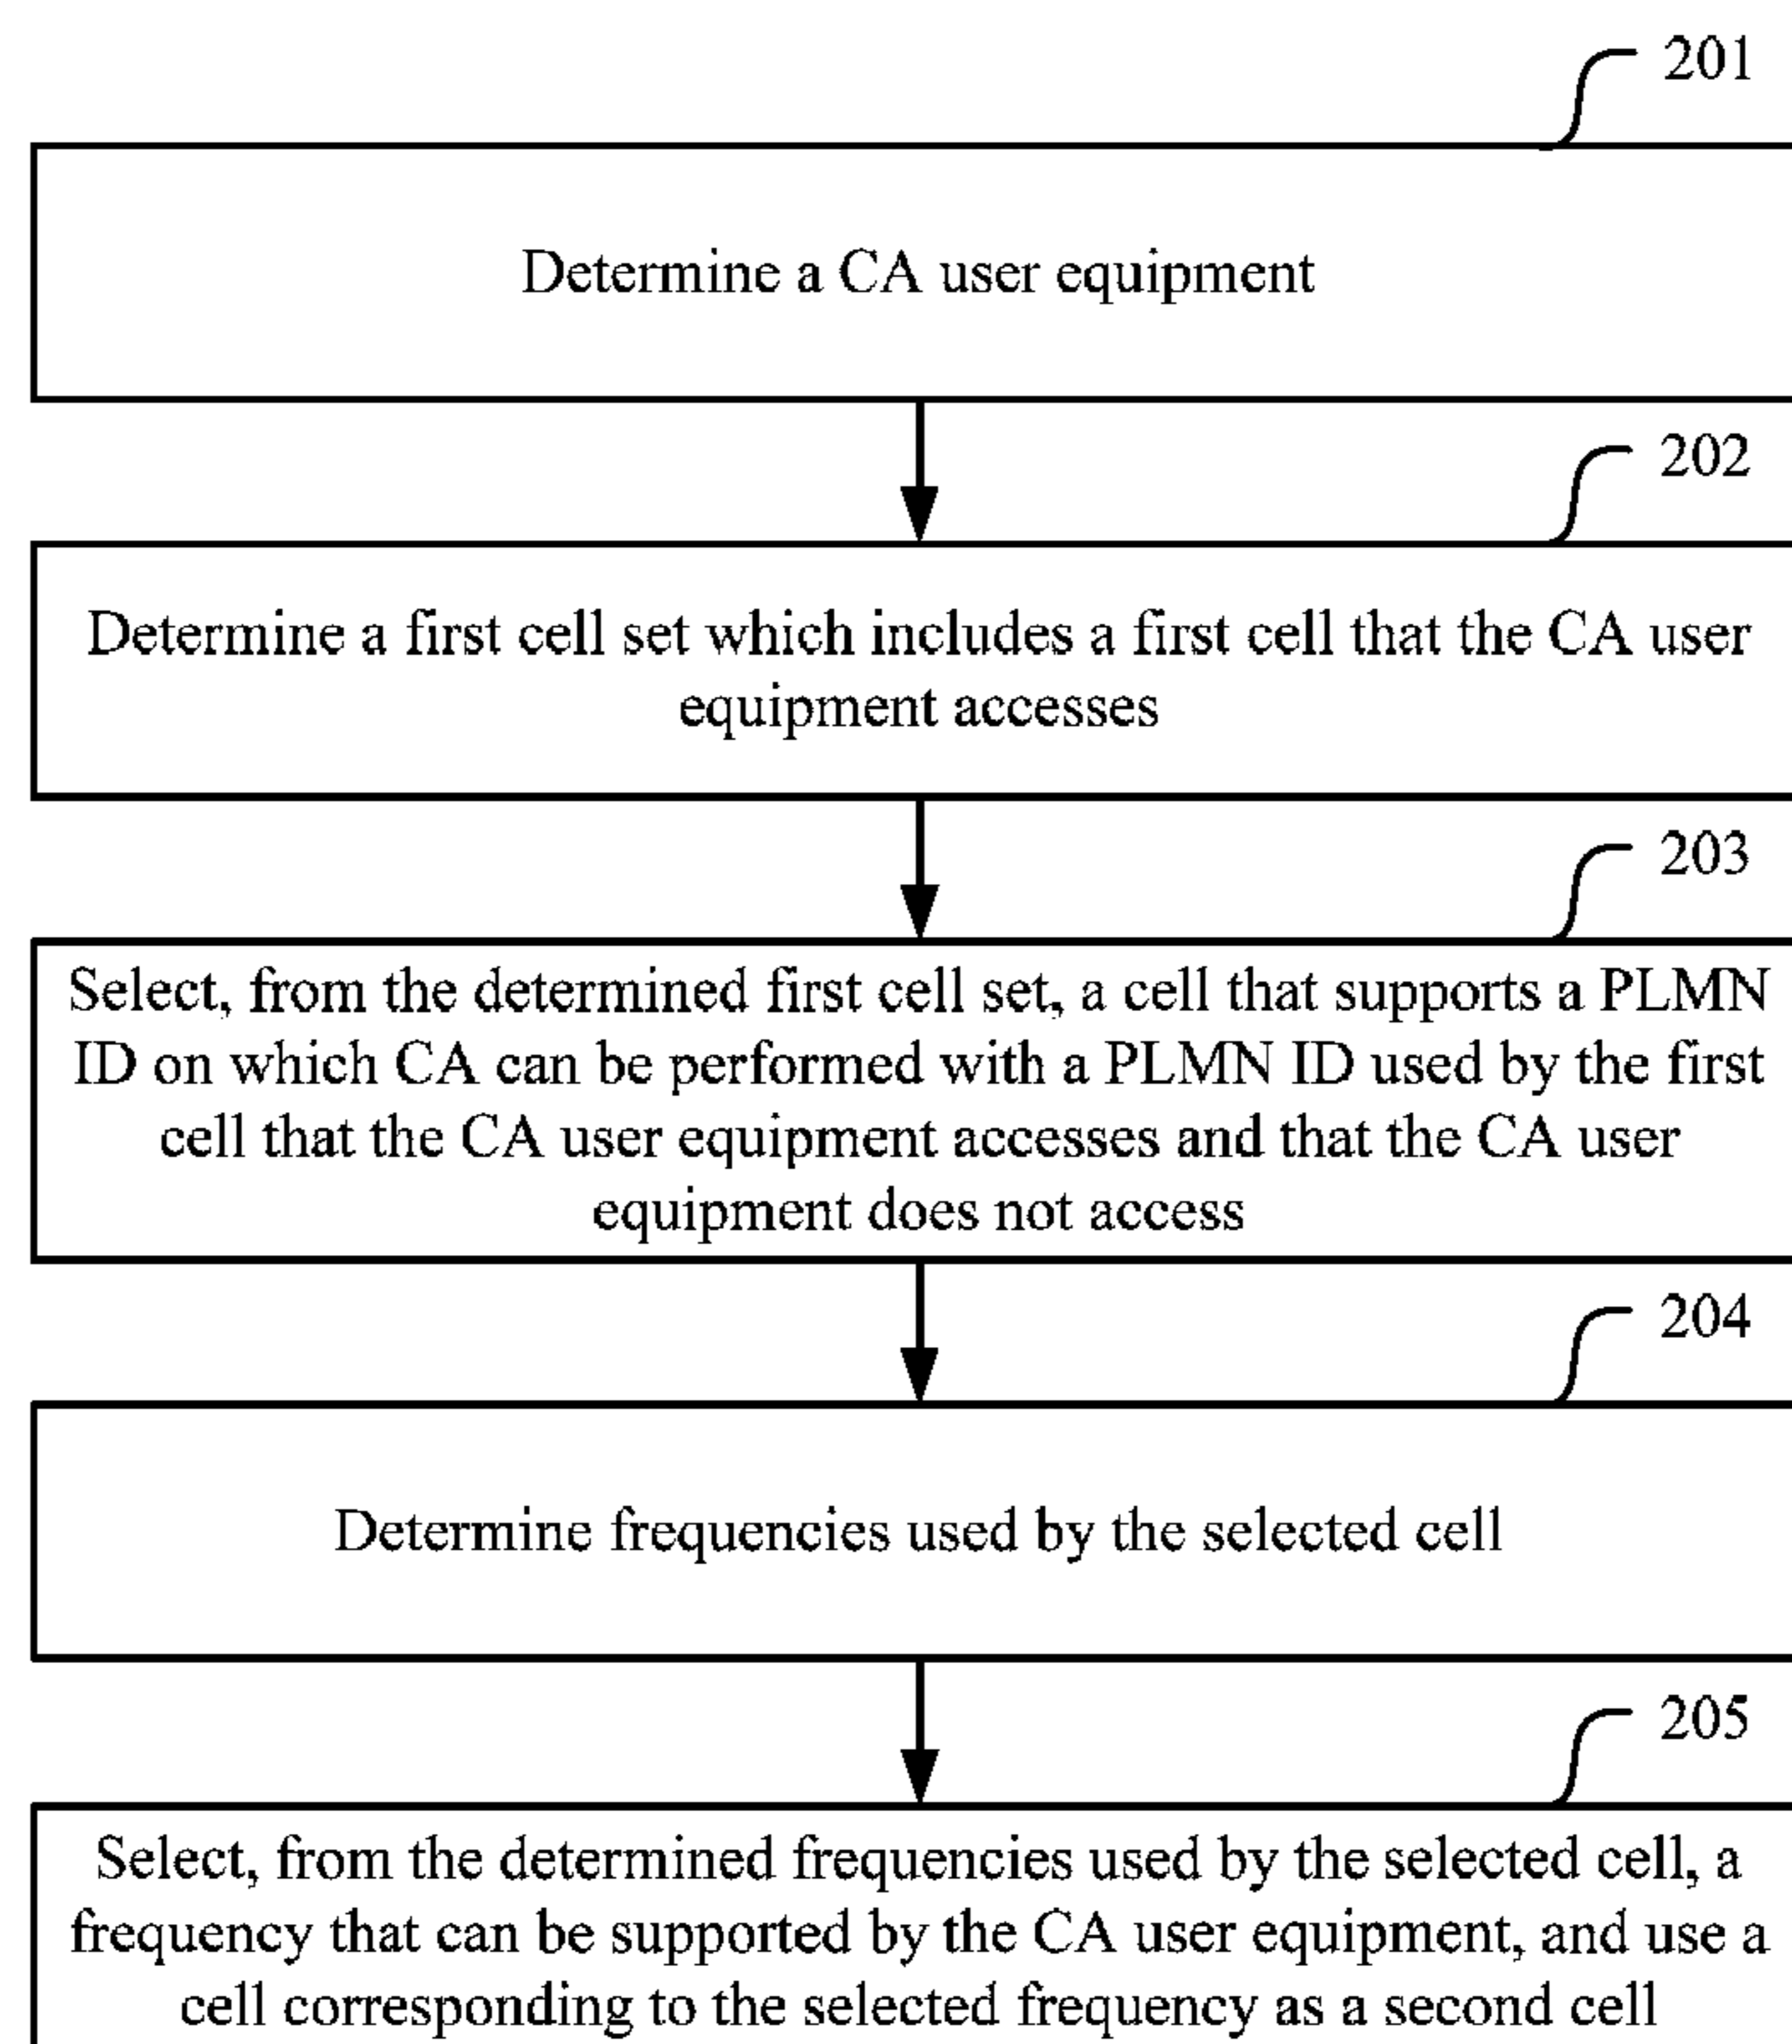 201
Determine a CA user equipment
202
Determine a first cell set which includes a first cell that the CA user
equipment accesses
203
Select, from the determined first cell set, a cell that supports a PLMN
ID on which CA can be performed with a PLMN ID used by the first
cell that the CA user equipment accesses and that the CA user
equipment does not access
204
Determine frequencies used by the selected cell
205
Select, from the determined frequencies used by the selected cell, a
frequency that can be supported by the CA user equipment, and use a
cell corresponding to the selected frequency as a second cell